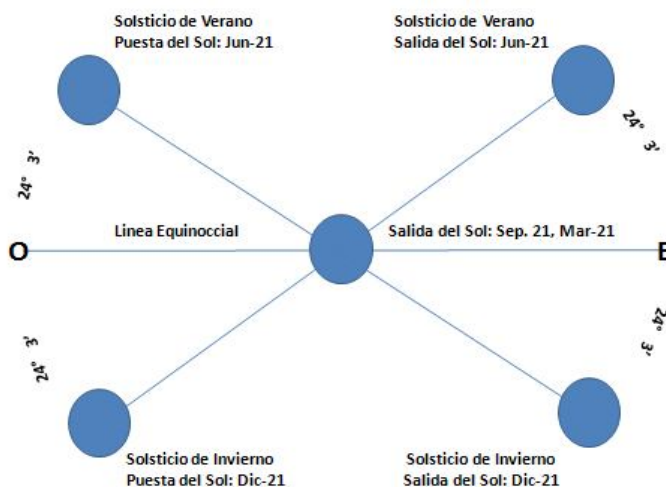 Solsticio de Verano
Puesta del Sol: Jun-21
Solsticio de Verano
Salida del Sol: Jun-21
24° 3'
24° 3'
Linea Equinoccial
Salida del Sol: Sep. 21, Mar-21
O
E
24° 3'
24° 3'
Solsticio de Invierno
Puesta del Sol: Dic-21
Solsticio de Invierno
Salida del Sol: Dic-21